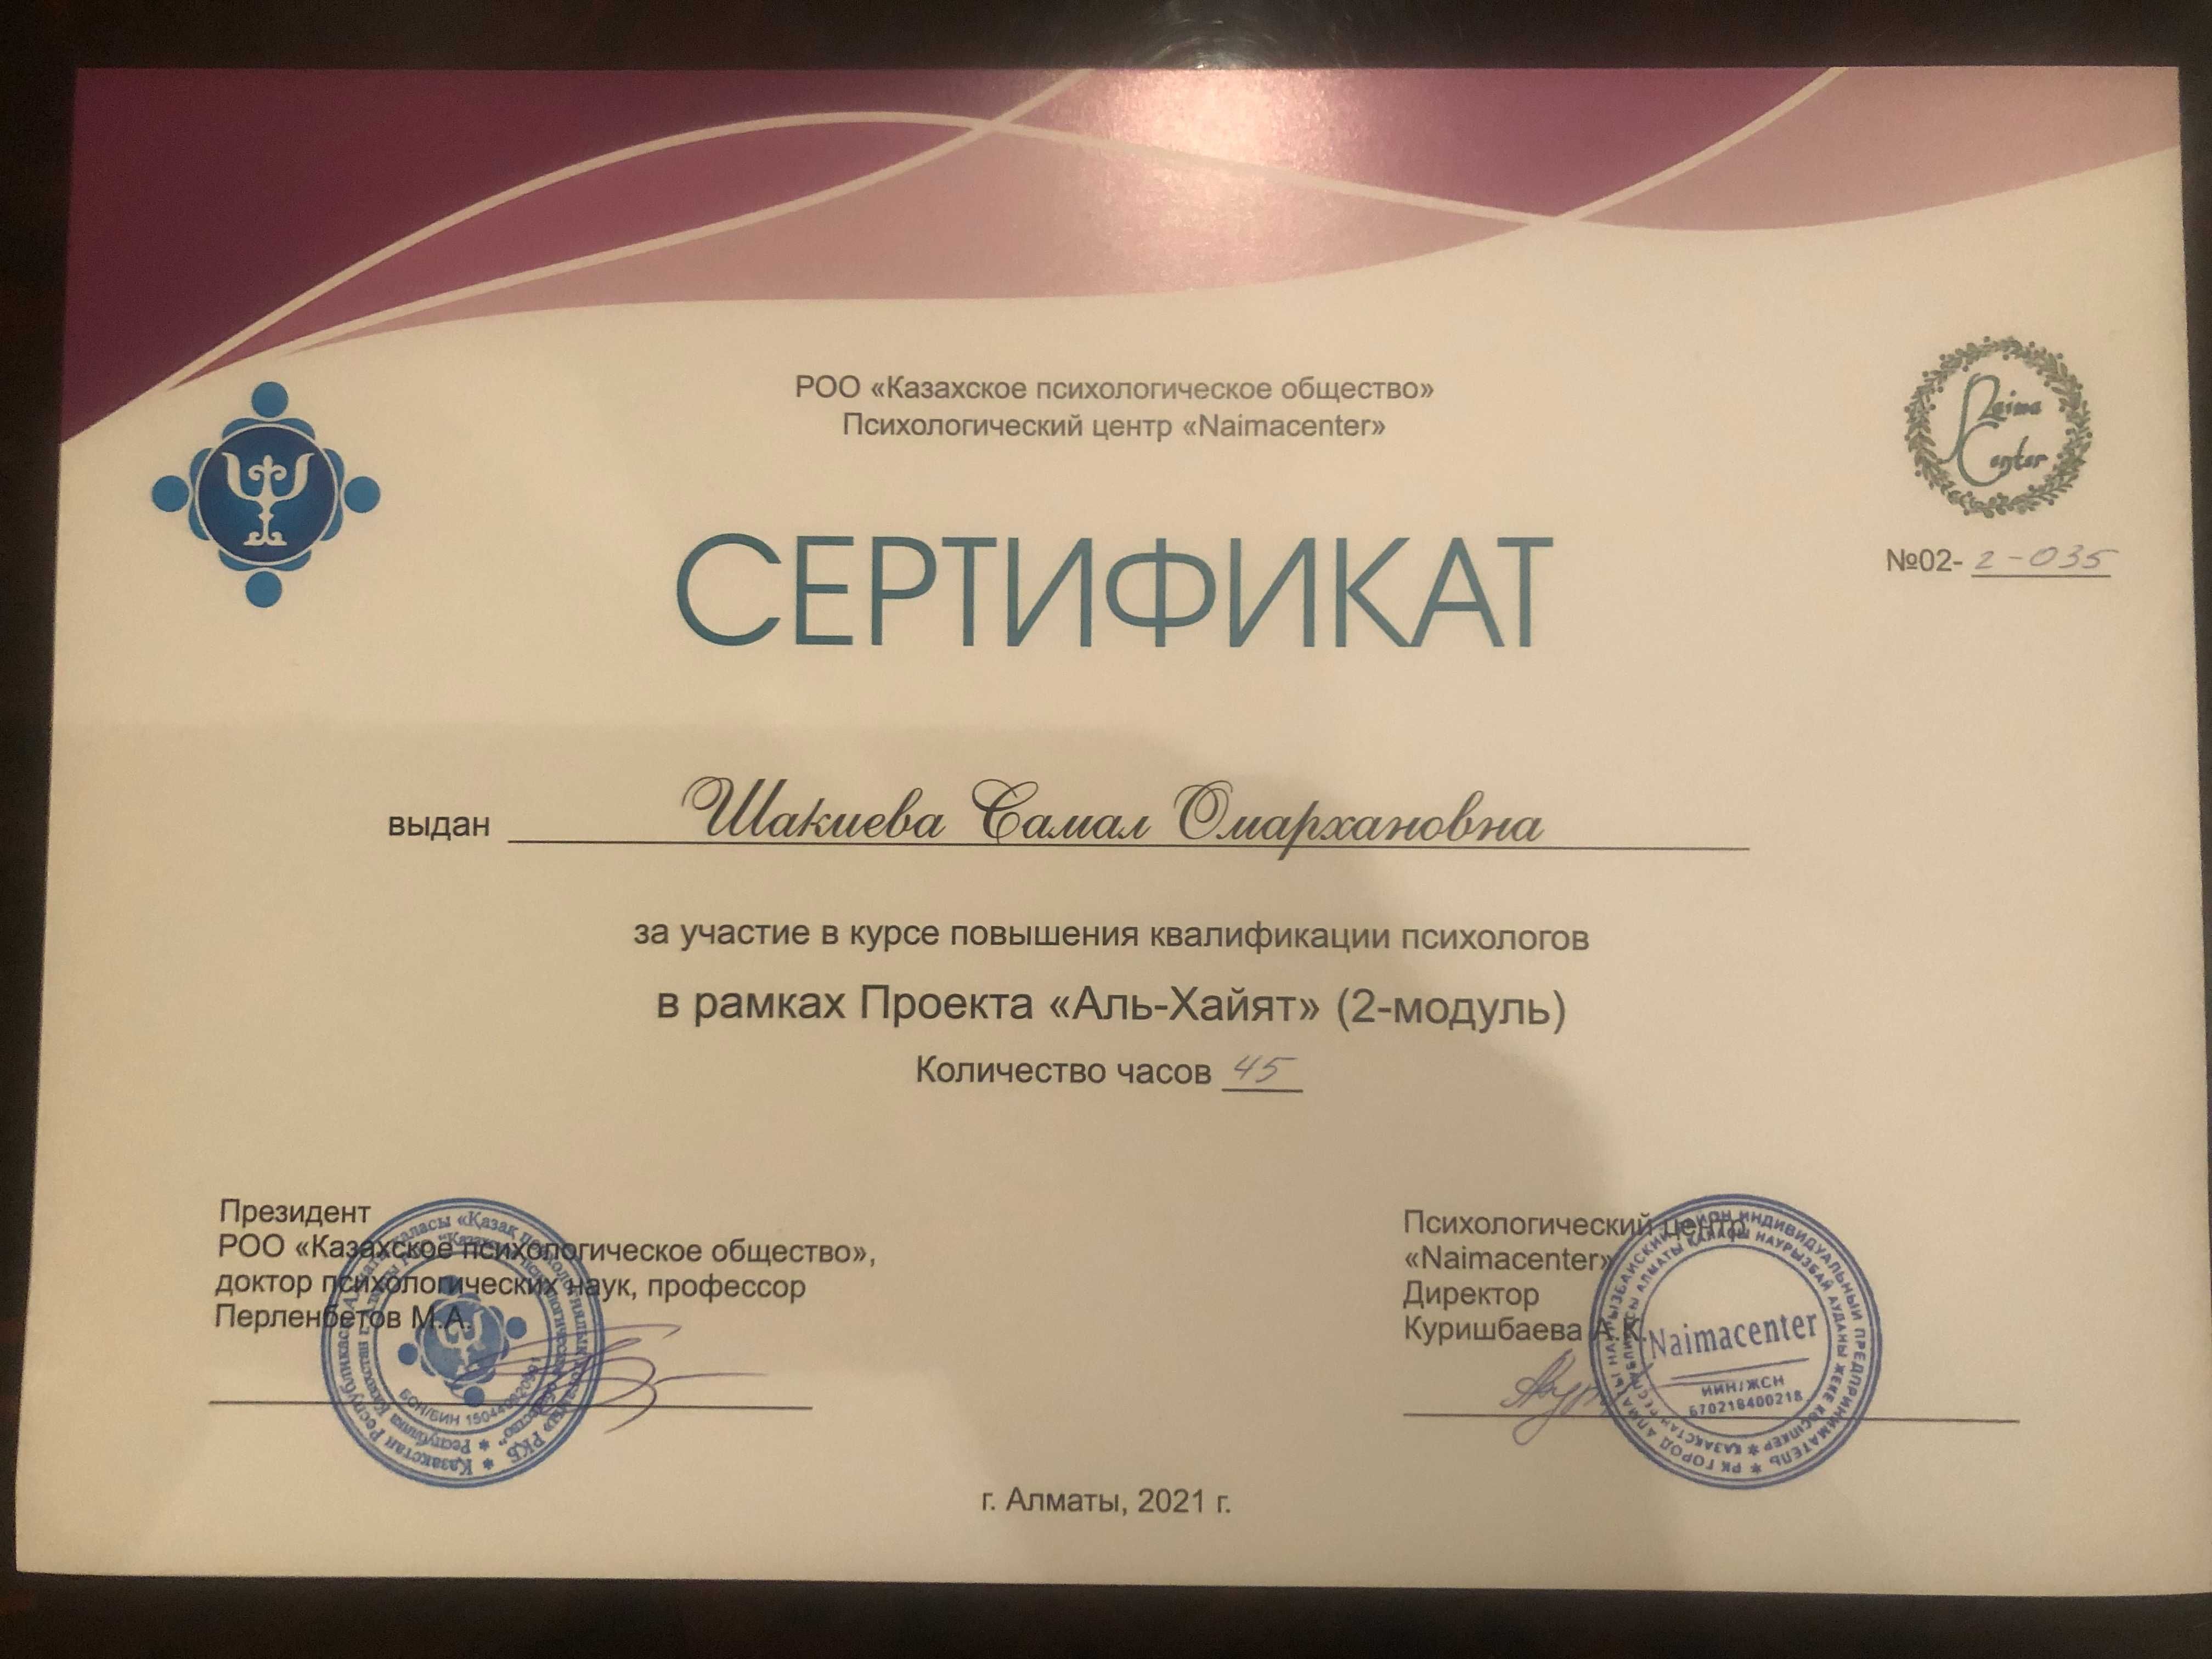 РОО «Казахское психологическое общество»
Психологический центр «Naimacenter»
Naima
Center
№02- 2-035
СЕРТИФИКАТ
выдан Шакиева Самал Омархановна
за участие в курсе повышения квалификации психологов
в рамках Проекта «Аль-Хайят» (2-модуль)
Количество часов 45
Президент
РОО «Казахское психологическое общество»,
доктор психологических наук, профессор
Перленбетов М.А.
Психологический центр
«Naimacenter»
Директор
Куришбаева А.К.
Naimacenter
ИИН/ЖСН
670218400218
г. Алматы, 2021 г.